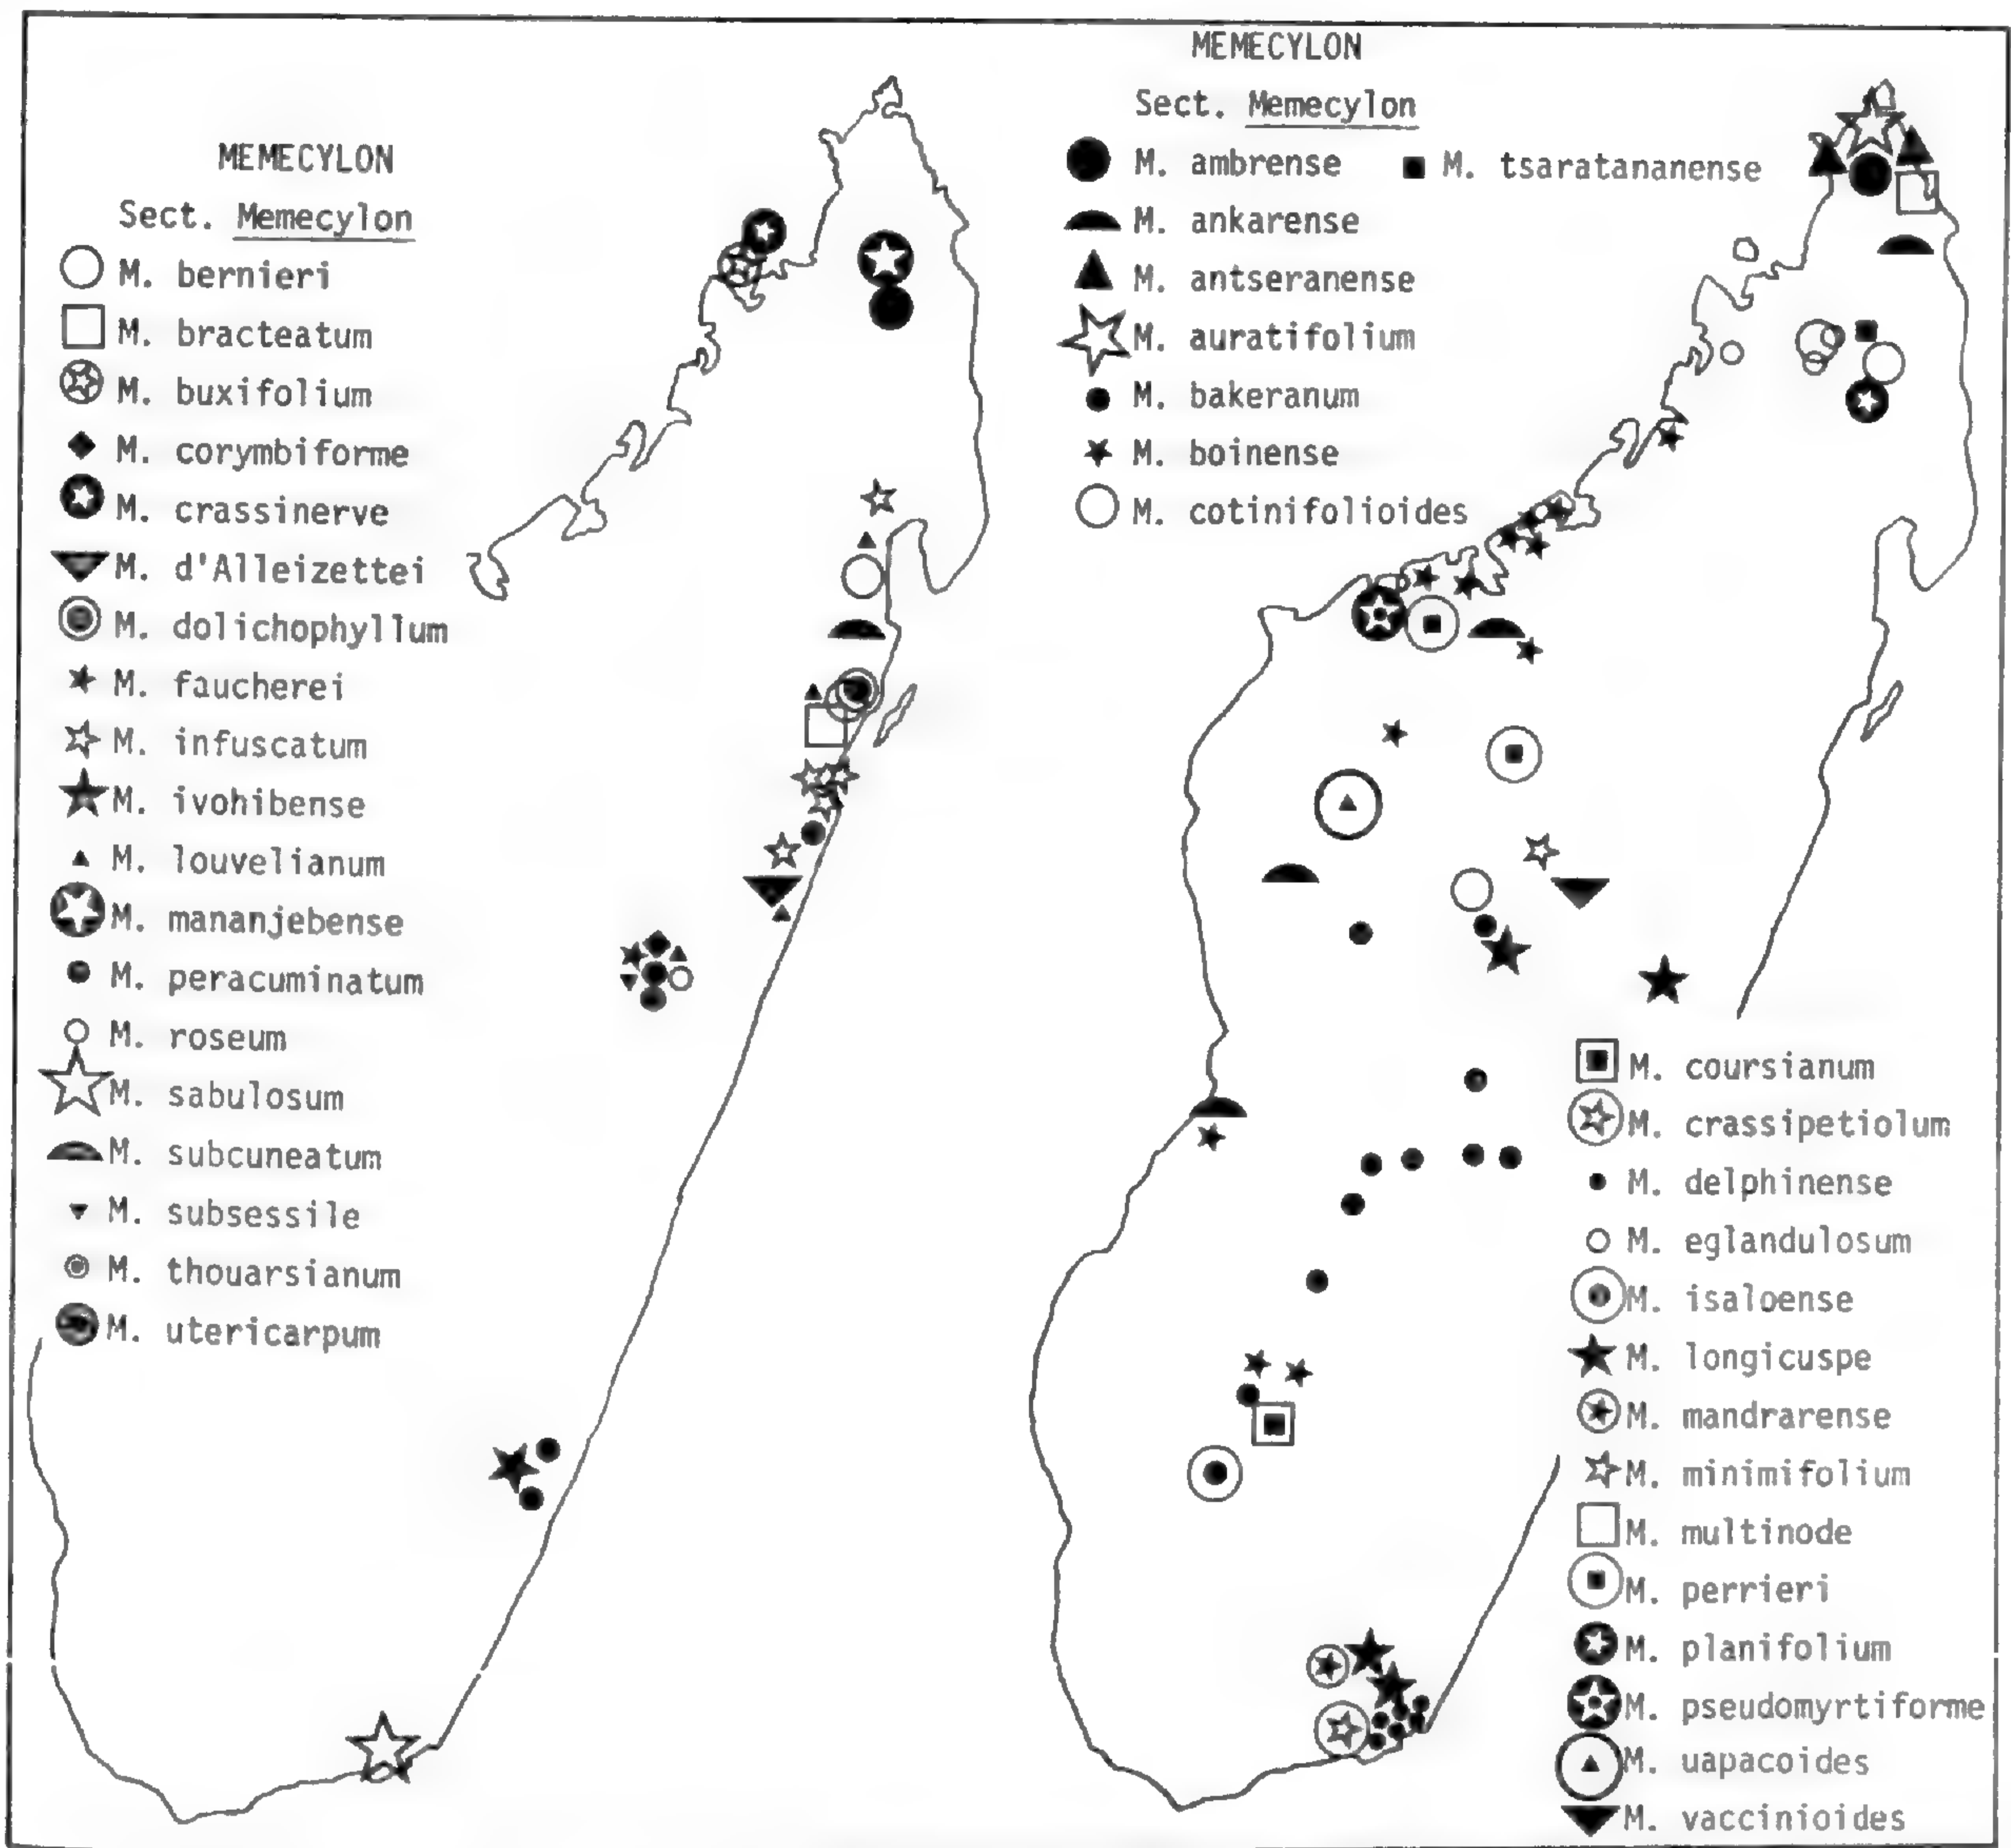 MEMECYLON
Sect. Memecylon
M. bernieri
M. bracteatum
M. buxifolium
M. corymbiforme
M. crassinerve
M. d'Alleizettei
M. dolichophyllum
M. faucherei
M. infuscatum
M. ivohibense
M. louvelianum
M. mananjebense
M. peracuminatum
M. roseum
M. sabulosum
M. subcuneatum
M. subsessile
M. thouarsianum
M. utericarpum
MEMECYLON
Sect. Memecylon
M. ambrense
M. tsaratananense
M. ankarense
M. antseranense
M. auratifolium
M. bakeranum
M. boinense
M. cotinifolioides
M. coursianum
M. crassipetiolum
M. delphinense
M. eglandulosum
M. isaloense
M. longicuspe
M. mandrarense
M. minimifolium
M. multinode
M. perrieri
M. planifolium
M. pseudomyrtiforme
M. uapacoides
M. vaccinioides